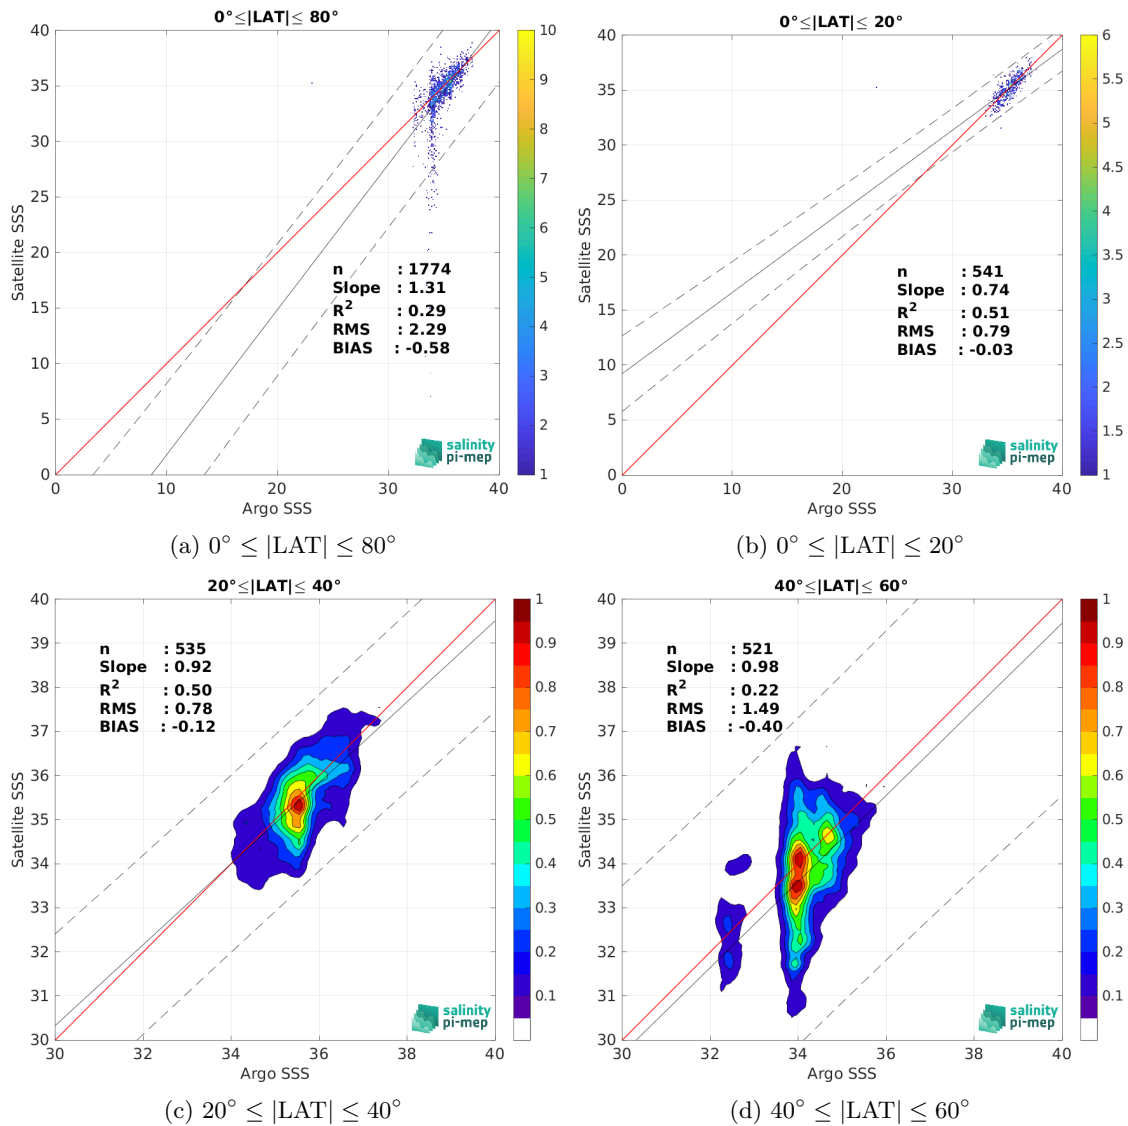 0°≤|LAT|≤ 80°
40
35
30
25
20
15
10
5
0
0
10
20
30
40
Satellite SSS
Argo SSS
n : 1774
Slope : 1.31
R² : 0.29
RMS : 2.29
BIAS : -0.58
salinity
pi-mep
10
9
8
7
6
5
4
3
2
1
(a) 0° ≤ |LAT| ≤ 80°
0°≤|LAT|≤ 20°
40
35
30
25
20
15
10
5
0
0
10
20
30
40
Satellite SSS
Argo SSS
n : 541
Slope : 0.74
R² : 0.51
RMS : 0.79
BIAS : -0.03
salinity
pi-mep
6
5.5
5
4.5
4
3.5
3
2.5
2
1.5
1
(b) 0° ≤ |LAT| ≤ 20°
20°≤|LAT|≤ 40°
40
39
38
37
36
35
34
33
32
31
30
30
32
34
36
38
40
Satellite SSS
Argo SSS
n : 535
Slope : 0.92
R² : 0.50
RMS : 0.78
BIAS : -0.12
salinity
pi-mep
1
0.9
0.8
0.7
0.6
0.5
0.4
0.3
0.2
0.1
(c) 20° ≤ |LAT| ≤ 40°
40°≤|LAT|≤ 60°
40
39
38
37
36
35
34
33
32
31
30
30
32
34
36
38
40
Satellite SSS
Argo SSS
n : 521
Slope : 0.98
R² : 0.22
RMS : 1.49
BIAS : -0.40
salinity
pi-mep
1
0.9
0.8
0.7
0.6
0.5
0.4
0.3
0.2
0.1
(d) 40° ≤ |LAT| ≤ 60°